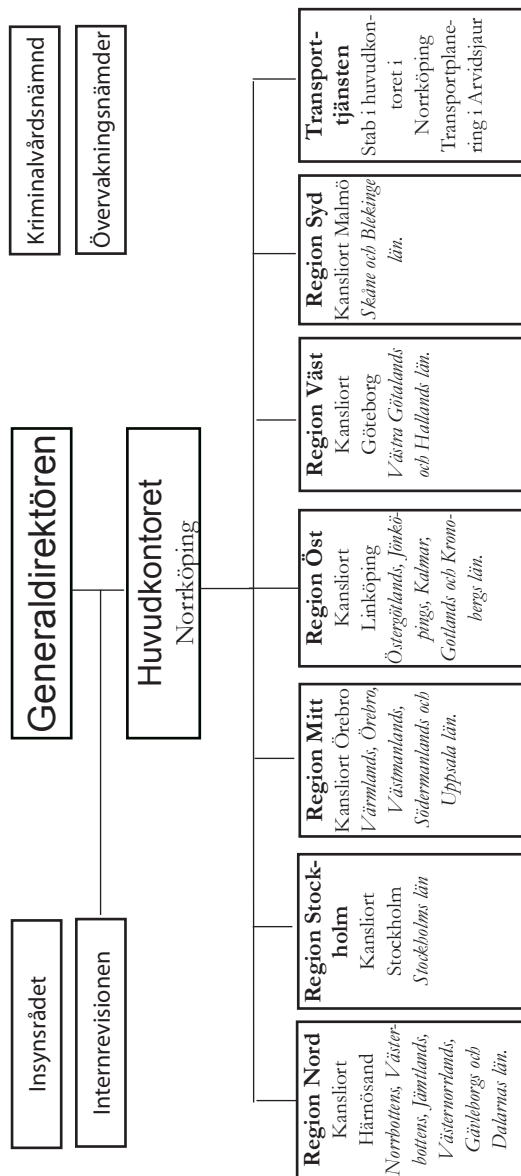 Insynsrådet
Internrevisionen
Generaldirektören
Huvudkontoret
Norrköping
Kriminalvårdsnämnd
Övervakningsnämder
Region Nord
Kansliort
Härnösand
Norrbottens, Väster-
bottens, Jämtlands,
Västernorrlands,
Gävleborgs och
Dalarnas län.
Region Stock-
holm
Kansliort
Stockholm
Stockholms län
Region Mitt
Kansliort Örebro
Värmlands, Örebro,
Västmanlands,
Södermanlands och
Uppsala län.
Region Öst
Kansliort
Linköping
Östergötlands, Jönkö-
pings, Kalmar,
Gotlands och Krono-
bergs län.
Region Väst
Kansliort
Göteborg
Västra Götalands
och Hallands län.
Region Syd
Kansliort Malmö
Skåne och Blekinge
län.
Transport-
tjänsten
Stab i huvudkon-
toret i
Norrköping
Transportplane-
ring i Arvidsjaur